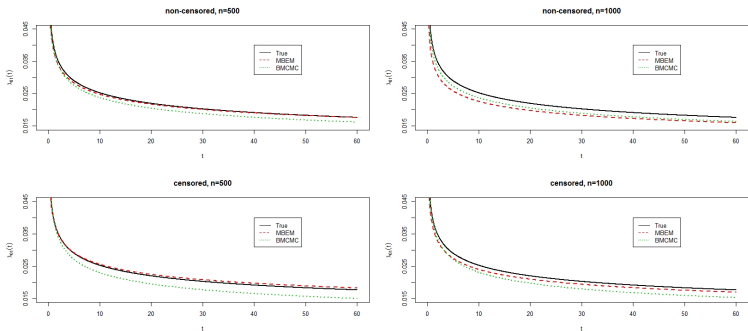 non-censored, n=500
0.045
0.035
0.025
0.015
True
MBEM
BMCMC
0 10 20 30 40 50 60
t
non-censored, n=1000
0.045
0.035
0.025
0.015
True
MBEM
BMCMC
0 10 20 30 40 50 60
t
censored, n=500
0.045
0.035
0.025
0.015
True
MBEM
BMCMC
0 10 20 30 40 50 60
t
censored, n=1000
0.045
0.035
0.025
0.015
True
MBEM
BMCMC
0 10 20 30 40 50 60
t